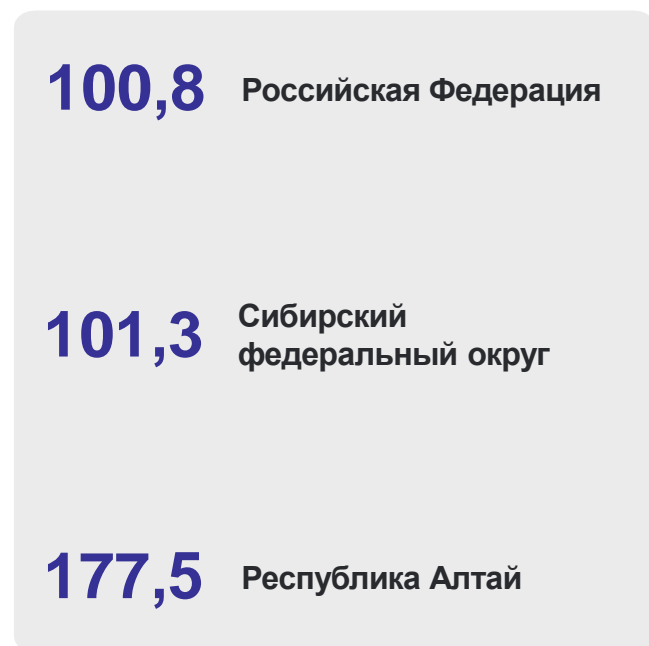 100,8 Российская Федерация
101,3 Сибирский
федеральный округ
177,5 Республика Алтай